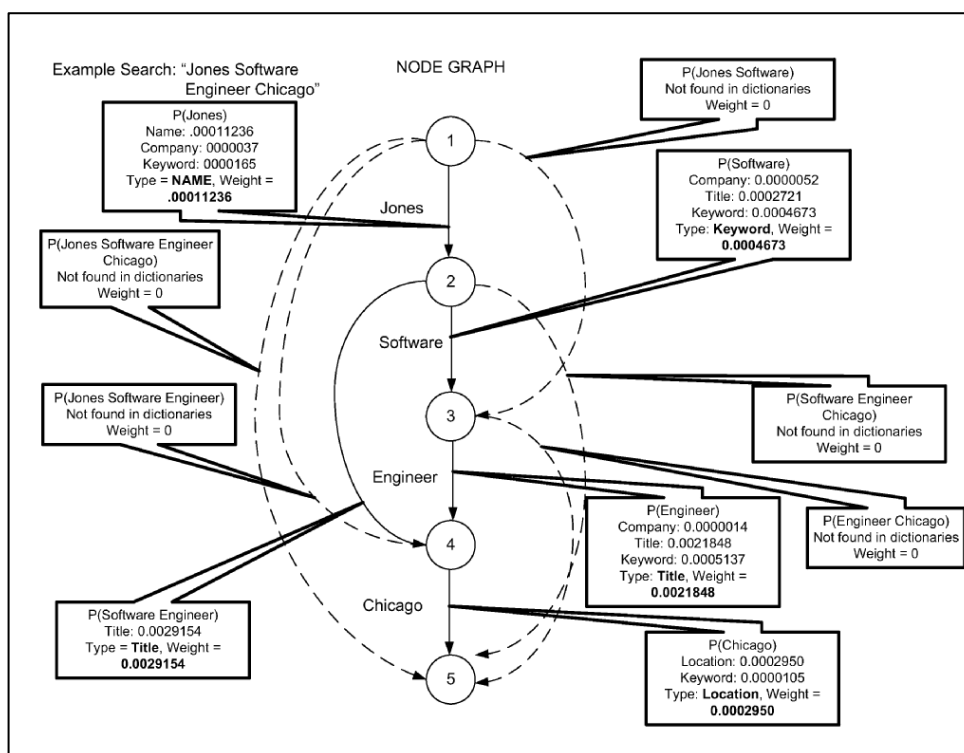 Example Search: “Jones Software
Engineer Chicago”
NODE GRAPH
P(Jones Software)
Not found in dictionaries
Weight = 0
P(Jones)
Name: .00011236
Company: 0000037
Keyword: 0000165
Type = NAME, Weight =
.00011236
1
Jones
P(Software)
Company: 0.0000052
Title: 0.0002721
Keyword: 0.0004673
Type: Keyword, Weight =
0.0004673
P(Jones Software Engineer
Chicago)
Not found in dictionaries
Weight = 0
2
Software
P(Jones Software Engineer)
Not found in dictionaries
Weight = 0
3
P(Software Engineer
Chicago)
Not found in dictionaries
Weight = 0
Engineer
P(Engineer)
Company: 0.0000014
Title: 0.0021848
Keyword: 0.0005137
Type: Title, Weight =
0.0021848
P(Engineer Chicago)
Not found in dictionaries
Weight = 0
4
Chicago
P(Software Engineer)
Title: 0.0029154
Type = Title, Weight =
0.0029154
P(Chicago)
Location: 0.0002950
Keyword: 0.0000105
Type: Location, Weight =
0.0002950
5